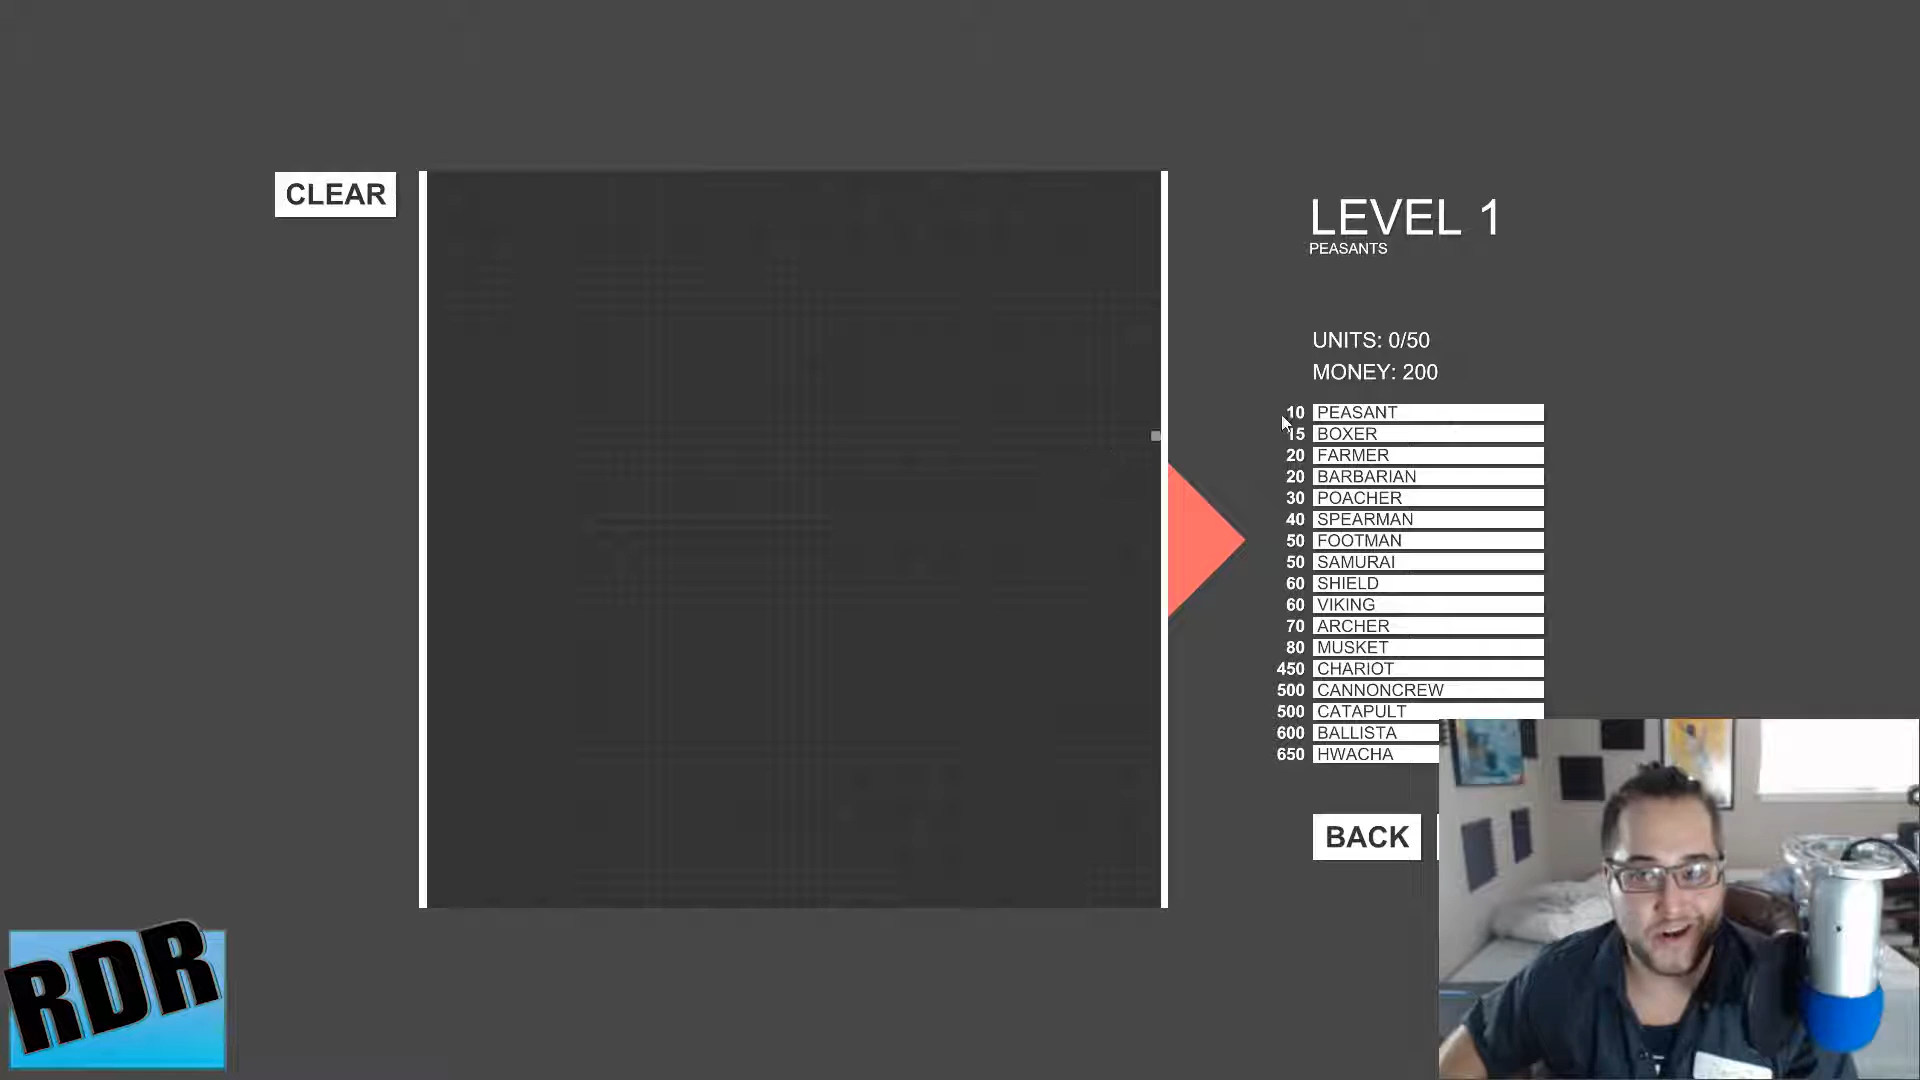 CLEAR
LEVEL 1
PEASANTS
UNITS: 0/50
MONEY: 200
10 PEASANT
15 BOXER
20 FARMER
20 BARBARIAN
30 POACHER
40 SPEARMAN
50 FOOTMAN
50 SAMURAI
60 SHIELD
60 VIKING
70 ARCHER
80 MUSKET
450 CHARIOT
500 CANNONCREW
500 CATAPULT
600 BALLISTA
650 HWACHA
BACK
RDR